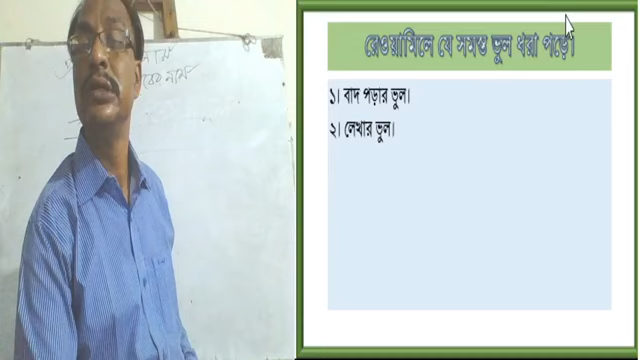 নাম
রেওয়ামিলে যে সমস্ত ভুল ধরা পড়ে।
১। বাদ পড়ার ভুল।
২। লেখার ভুল।